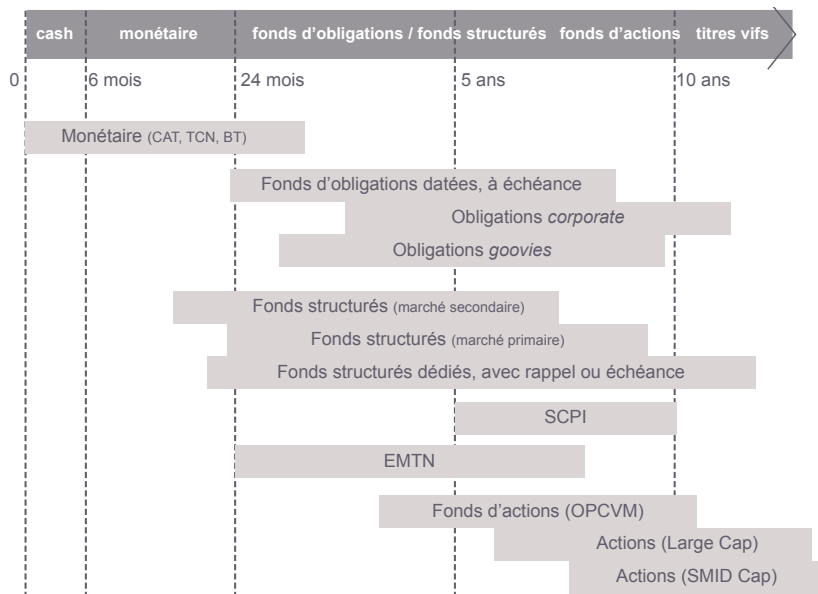 cash monétaire fonds d’obligations / fonds structurés fonds d’actions titres vifs
0 6 mois 24 mois 5 ans 10 ans
Monétaire (CAT, TCN, BT)
Fonds d’obligations datées, à échéance
Obligations corporate
Obligations goovies
Fonds structurés (marché secondaire)
Fonds structurés (marché primaire)
Fonds structurés dédiés, avec rappel ou échéance
SCPI
EMTN
Fonds d’actions (OPCVM)
Actions (Large Cap)
Actions (SMID Cap)